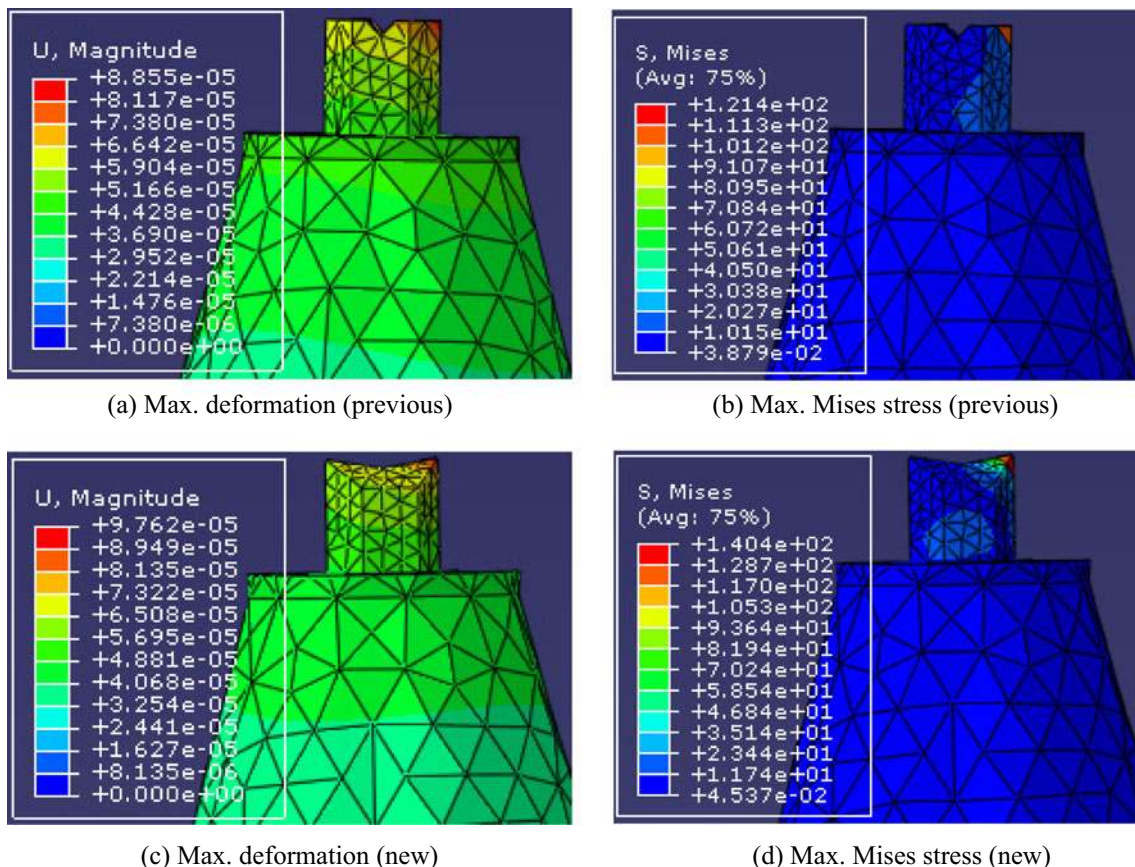 U, Magnitude
+8.855e-05
+8.117e-05
+7.380e-05
+6.642e-05
+5.904e-05
+5.166e-05
+4.428e-05
+3.690e-05
+2.952e-05
+2.214e-05
+1.476e-05
+7.380e-06
+0.000e+00
(a) Max. deformation (previous)
S, Mises
(Avg: 75%)
+1.214e+02
+1.113e+02
+1.012e+02
+9.107e+01
+8.095e+01
+7.084e+01
+6.072e+01
+5.061e+01
+4.050e+01
+3.038e+01
+2.027e+01
+1.015e+01
+3.879e-02
(b) Max. Mises stress (previous)
U, Magnitude
+9.762e-05
+8.949e-05
+8.135e-05
+7.322e-05
+6.508e-05
+5.695e-05
+4.881e-05
+4.068e-05
+3.254e-05
+2.441e-05
+1.627e-05
+8.135e-06
+0.000e+00
(c) Max. deformation (new)
S, Mises
(Avg: 75%)
+1.404e+02
+1.287e+02
+1.170e+02
+1.053e+02
+9.364e+01
+8.194e+01
+7.024e+01
+5.854e+01
+4.684e+01
+3.514e+01
+2.344e+01
+1.174e+01
+4.537e-02
(d) Max. Mises stress (new)